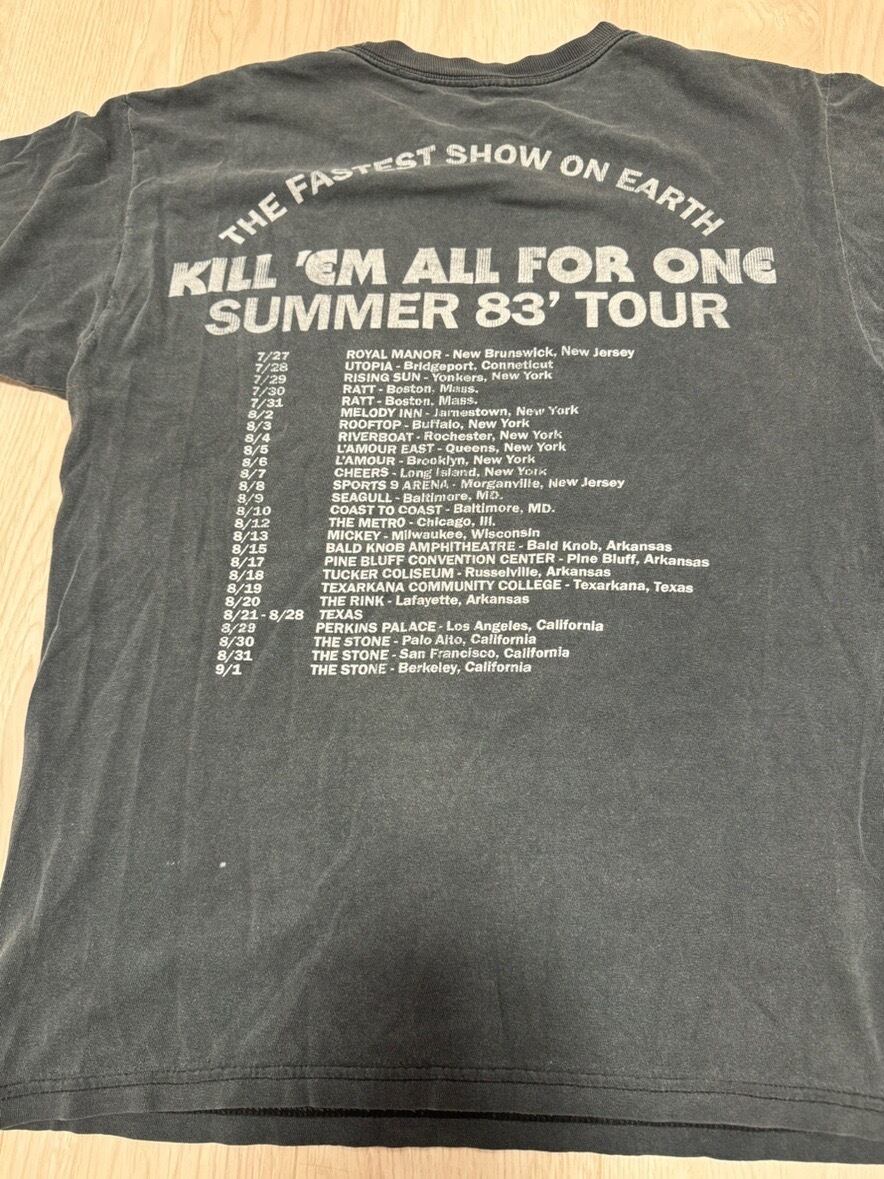 THE FASTEST SHOW ON EARTH
KILL 'EM ALL FOR ONE
SUMMER 83' TOUR
7/27 ROYAL MANOR - New Brunswick, New Jersey
7/28 UTOPIA - Bridgeport, Conneticut
7/29 RISING SUN - Yonkers, New York
7/30 RATT - Boston, Mass.
7/31 RATT - Boston, Mass.
8/2 MELODY INN - Jamestown, New York
8/3 ROOFTOP - Buffalo, New York
8/4 RIVERBOAT - Rochester, New York
8/5 L'AMOUR EAST - Queens, New York
8/6 L'AMOUR - Brooklyn, New York
8/7 CHEERS - Long Island, New York
8/8 SPORTS 9 ARENA - Morganville, New Jersey
8/9 SEAGULL - Baltimore, MD.
8/10 COAST TO COAST - Baltimore, MD.
8/12 THE METRO - Chicago, Ill.
8/13 MICKEY - Milwaukee, Wisconsin
8/15 BALD KNOB AMPHITHEATRE - Bald Knob, Arkansas
8/17 PINE BLUFF CONVENTION CENTER - Pine Bluff, Arkansas
8/18 TUCKER COLISEUM - Russelville, Arkansas
8/19 TEXARKANA COMMUNITY COLLEGE - Texarkana, Texas
8/20 THE RINK - Lafayette, Arkansas
8/21 - 8/28 TEXAS
8/29 PERKINS PALACE - Los Angeles, California
8/30 THE STONE - Palo Alto, California
8/31 THE STONE - San Francisco, California
9/1 THE STONE - Berkeley, California